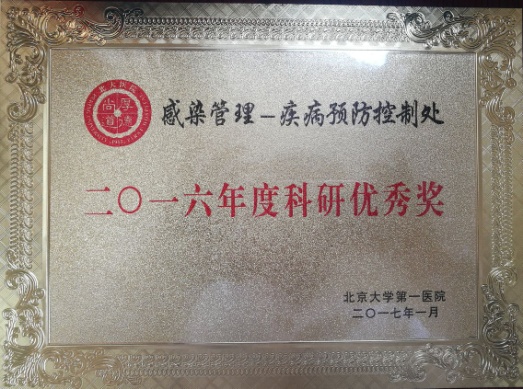 感染管理－疾病预防控制处
二〇一六年度科研优秀奖
北京大学第一医院
二〇一七年一月